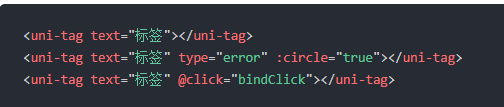 <uni-tag text="标签"></uni-tag>
<uni-tag text="标签" type="error" :circle="true"></uni-tag>
<uni-tag text="标签" @click="bindClick"></uni-tag>